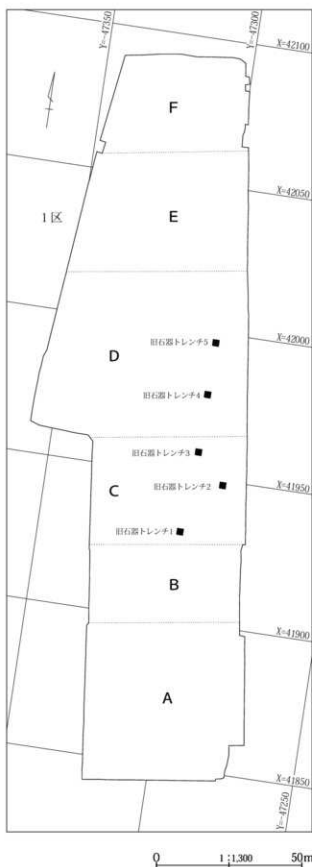 Y=-47350
Y=-47300
X=42100
F
X=42050
1区
E
X=42000
旧石器トレンチ5
D
旧石器トレンチ4
旧石器トレンチ3
X=41950
C
旧石器トレンチ2
旧石器トレンチ1
B
X=41900
A
X=41850
Y=-47250
0 1:1,300 50m